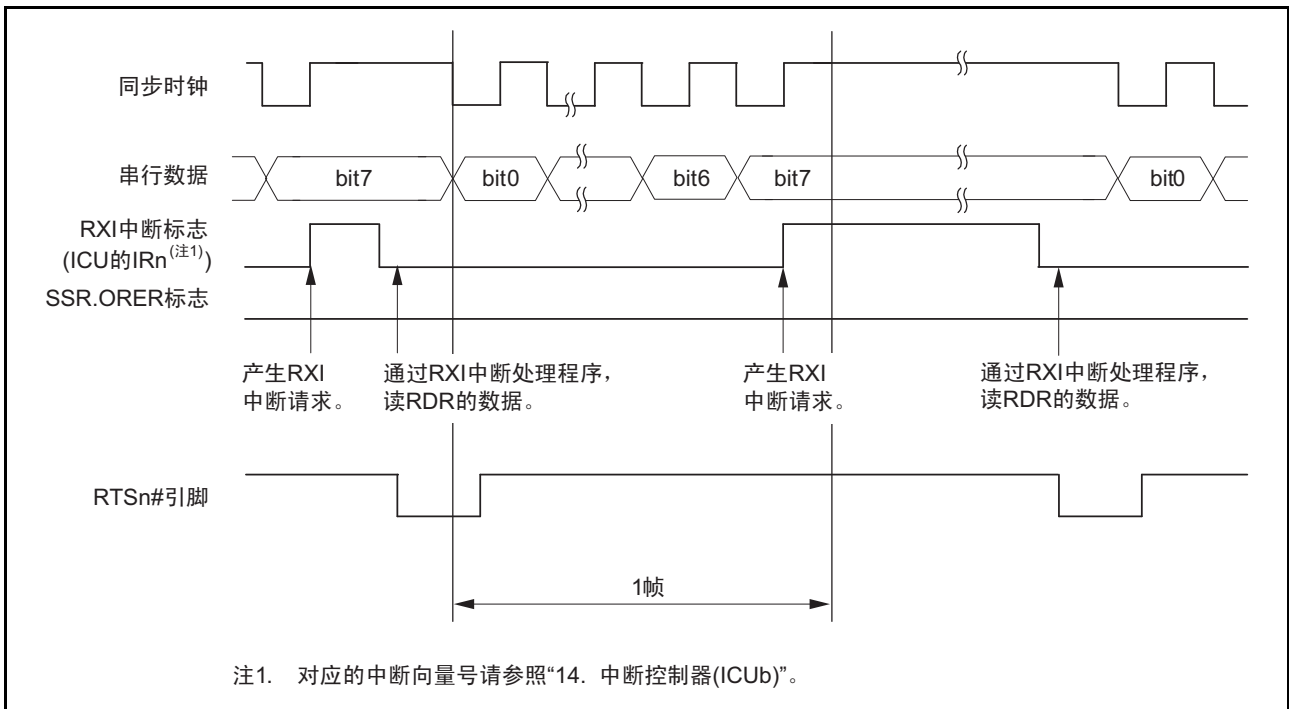 同步时钟
串行数据
bit7
bit0
bit6
bit7
bit0
RXI中断标志
(ICU的IRn(注1))
SSR.ORER标志
产生RXI
中断请求。
通过RXI中断处理程序，
读RDR的数据。
产生RXI
中断请求。
通过RXI中断处理程序，
读RDR的数据。
RTSn#引脚
1帧
注1. 对应的中断向量号请参照“14. 中断控制器(ICUb)”。